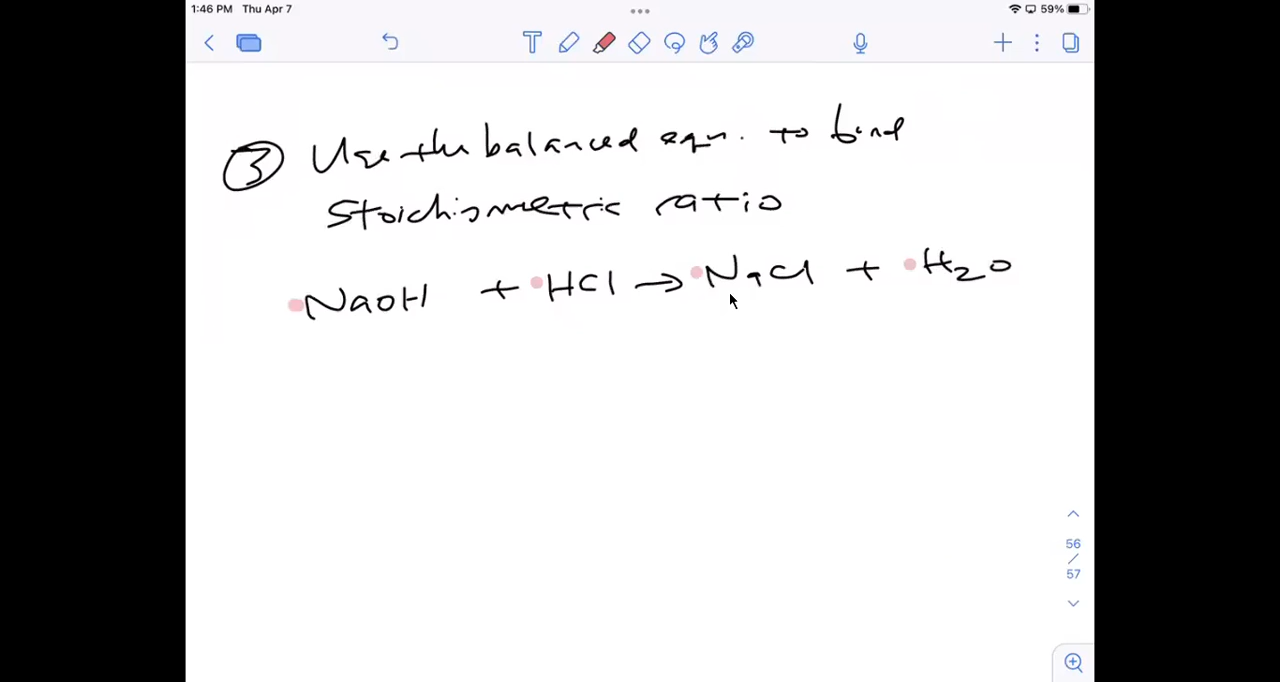 1:46 PM Thu Apr 7
59%
③ Use the balanced eqn. to find
Stoichiometric ratio
NaOH + HCl → NaCl + H₂O
56
/
57